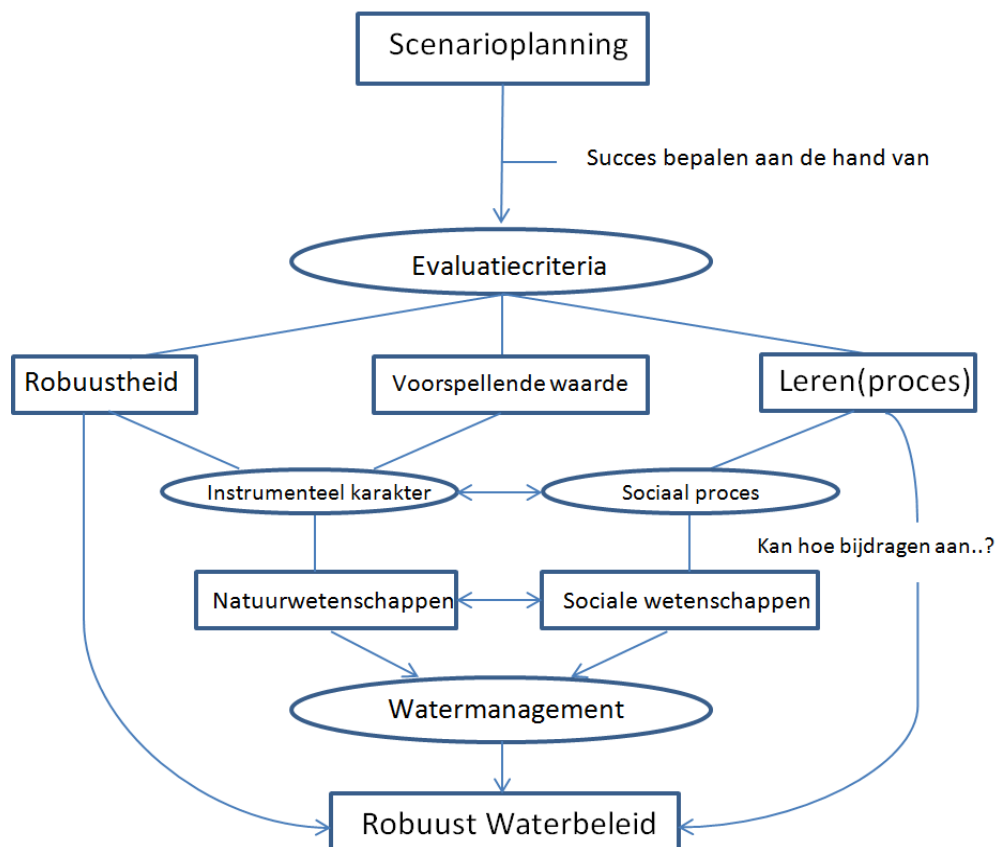 Scenarioplanning
Succes bepalen aan de hand van
Evaluatiecriteria
Robuustheid
Voorspellende waarde
Leren(proces)
Instrumenteel karakter
Sociaal proces
Kan hoe bijdragen aan..?
Natuurwetenschappen
Sociale wetenschappen
Watermanagement
Robuust Waterbeleid